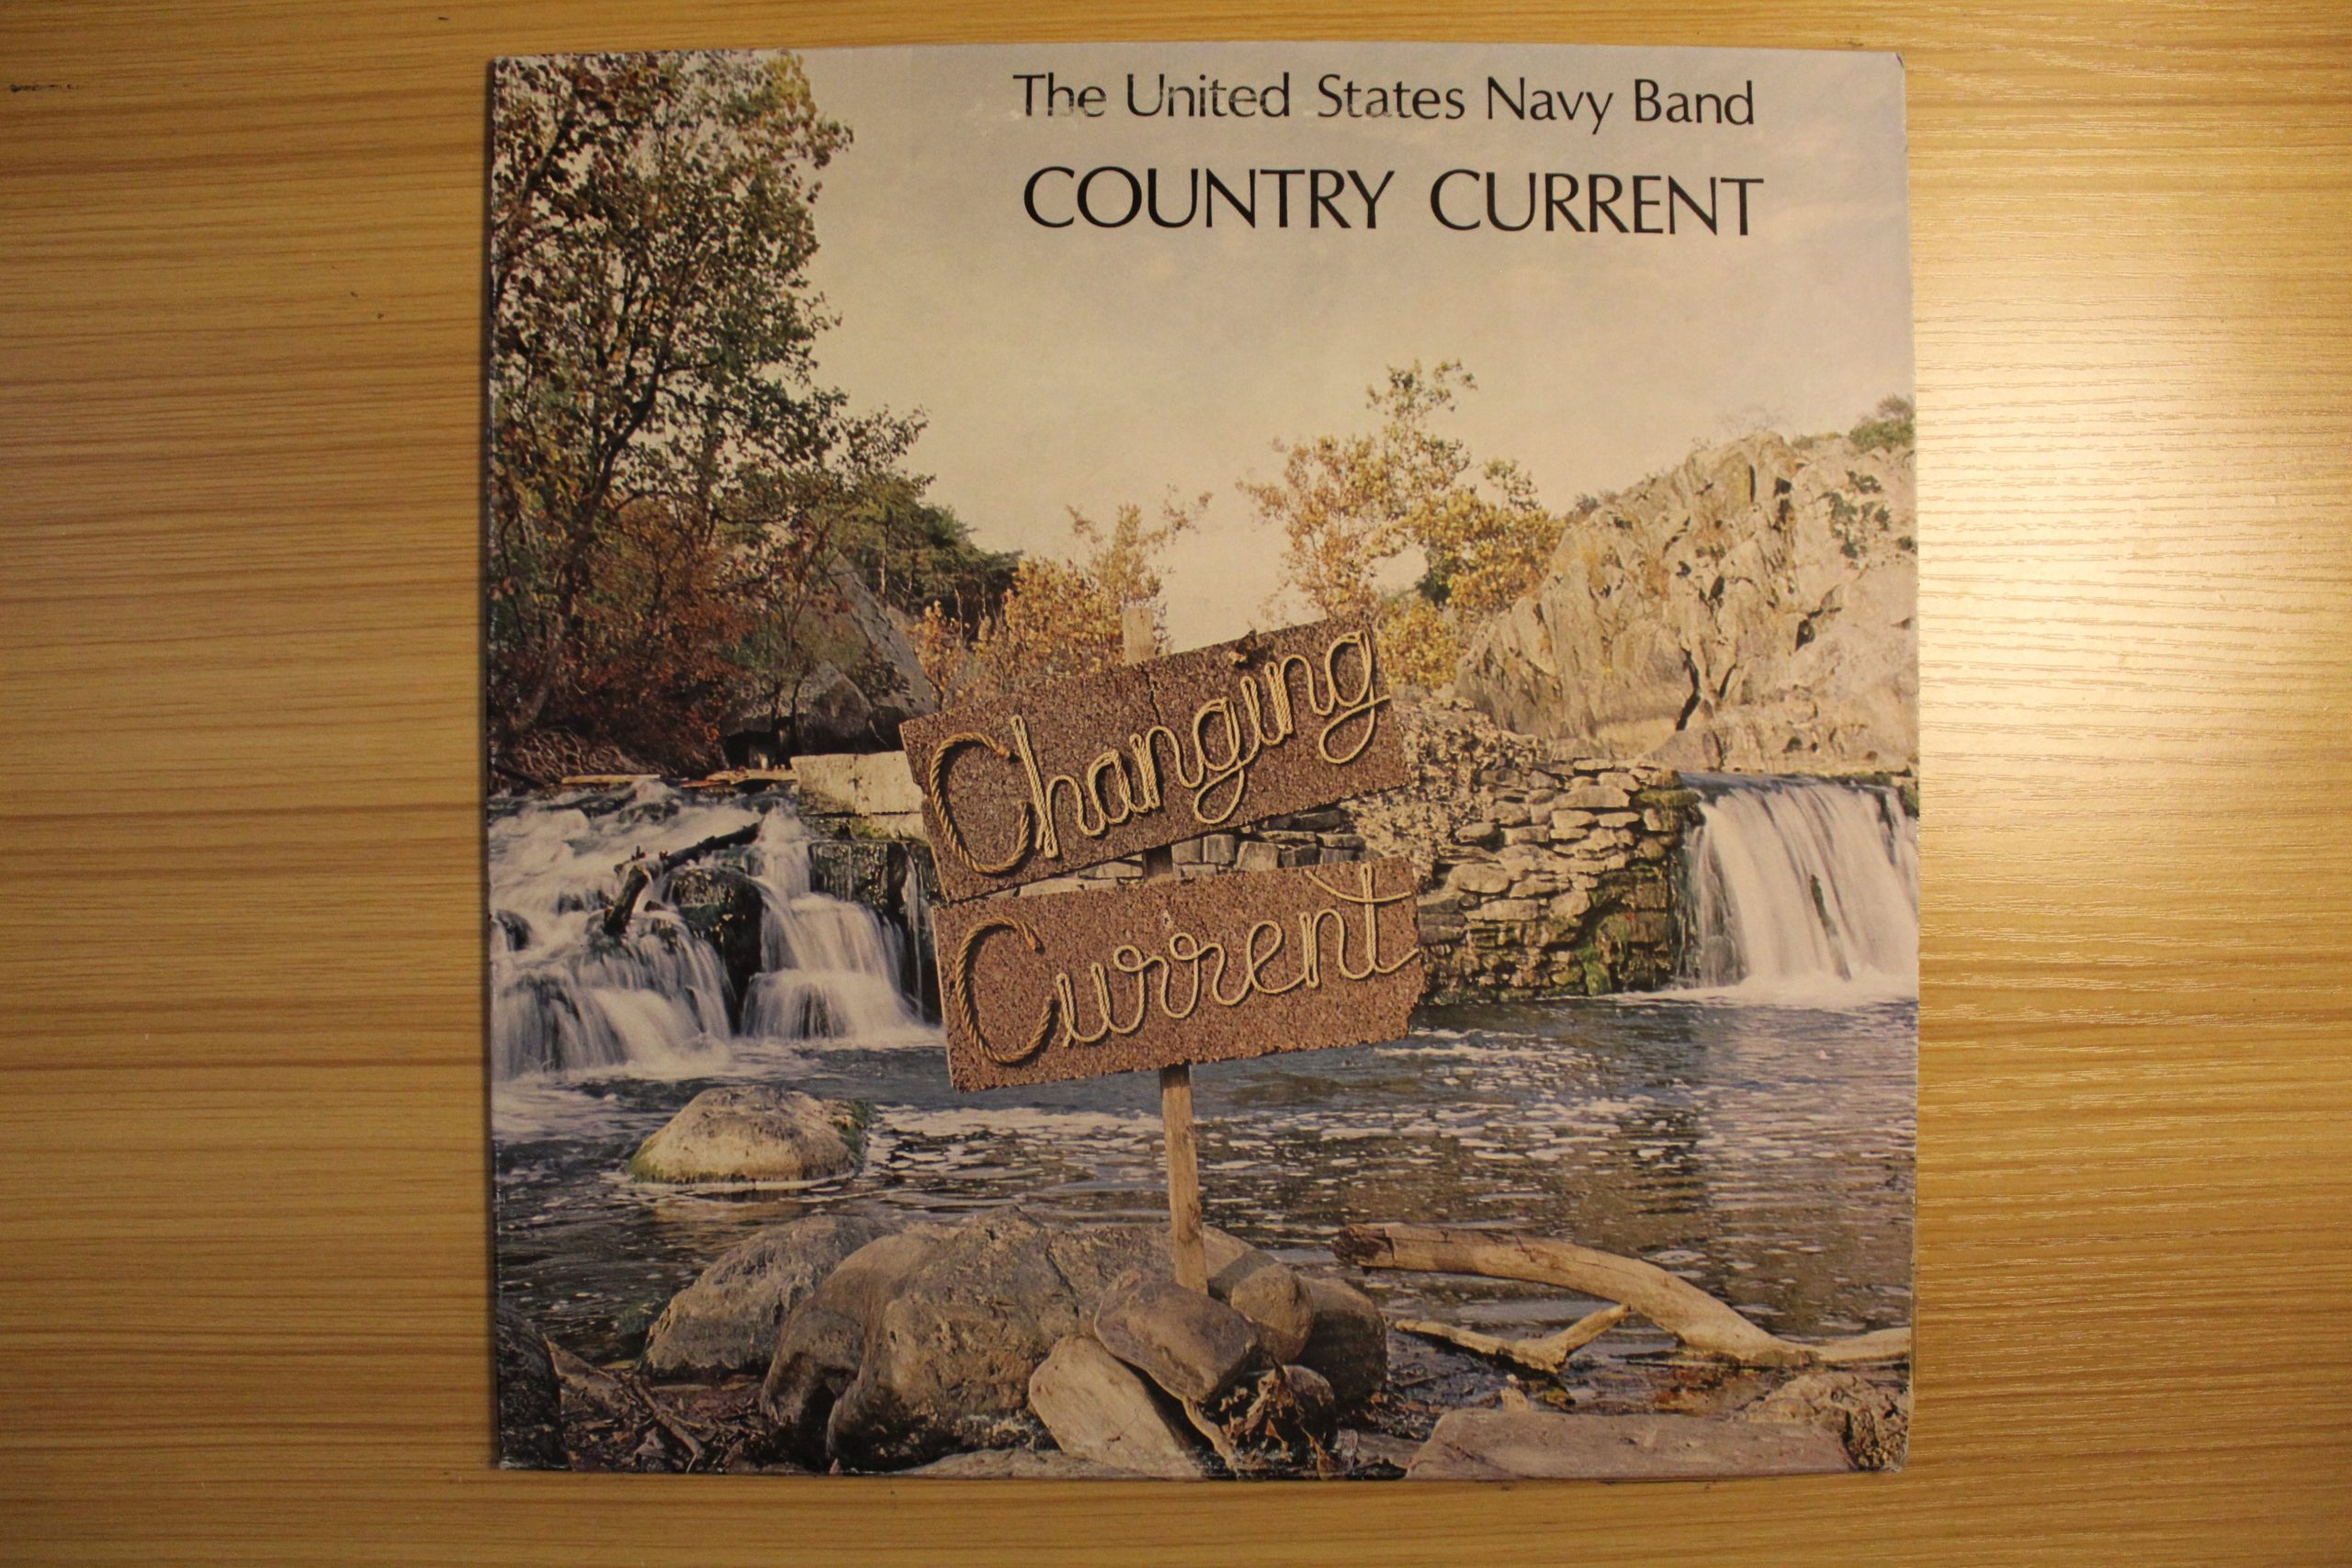 The United States Navy Band
COUNTRY CURRENT
Changing
Current